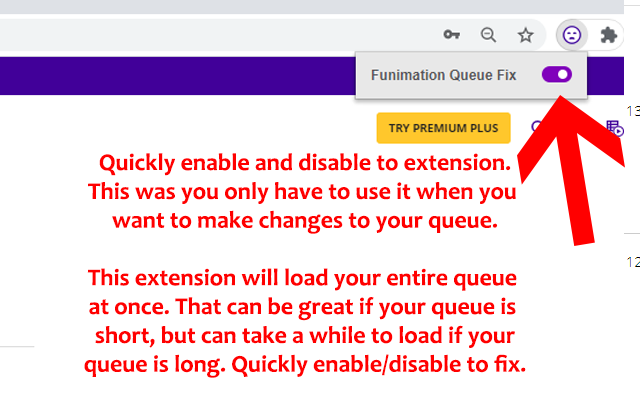 Funimation Queue Fix
13
TRY PREMIUM PLUS
Quickly enable and disable to extension.
This was you only have to use it when you
want to make changes to your queue.
12
This extension will load your entire queue
at once. That can be great if your queue is
short, but can take a while to load if your
queue is long. Quickly enable/disable to fix.